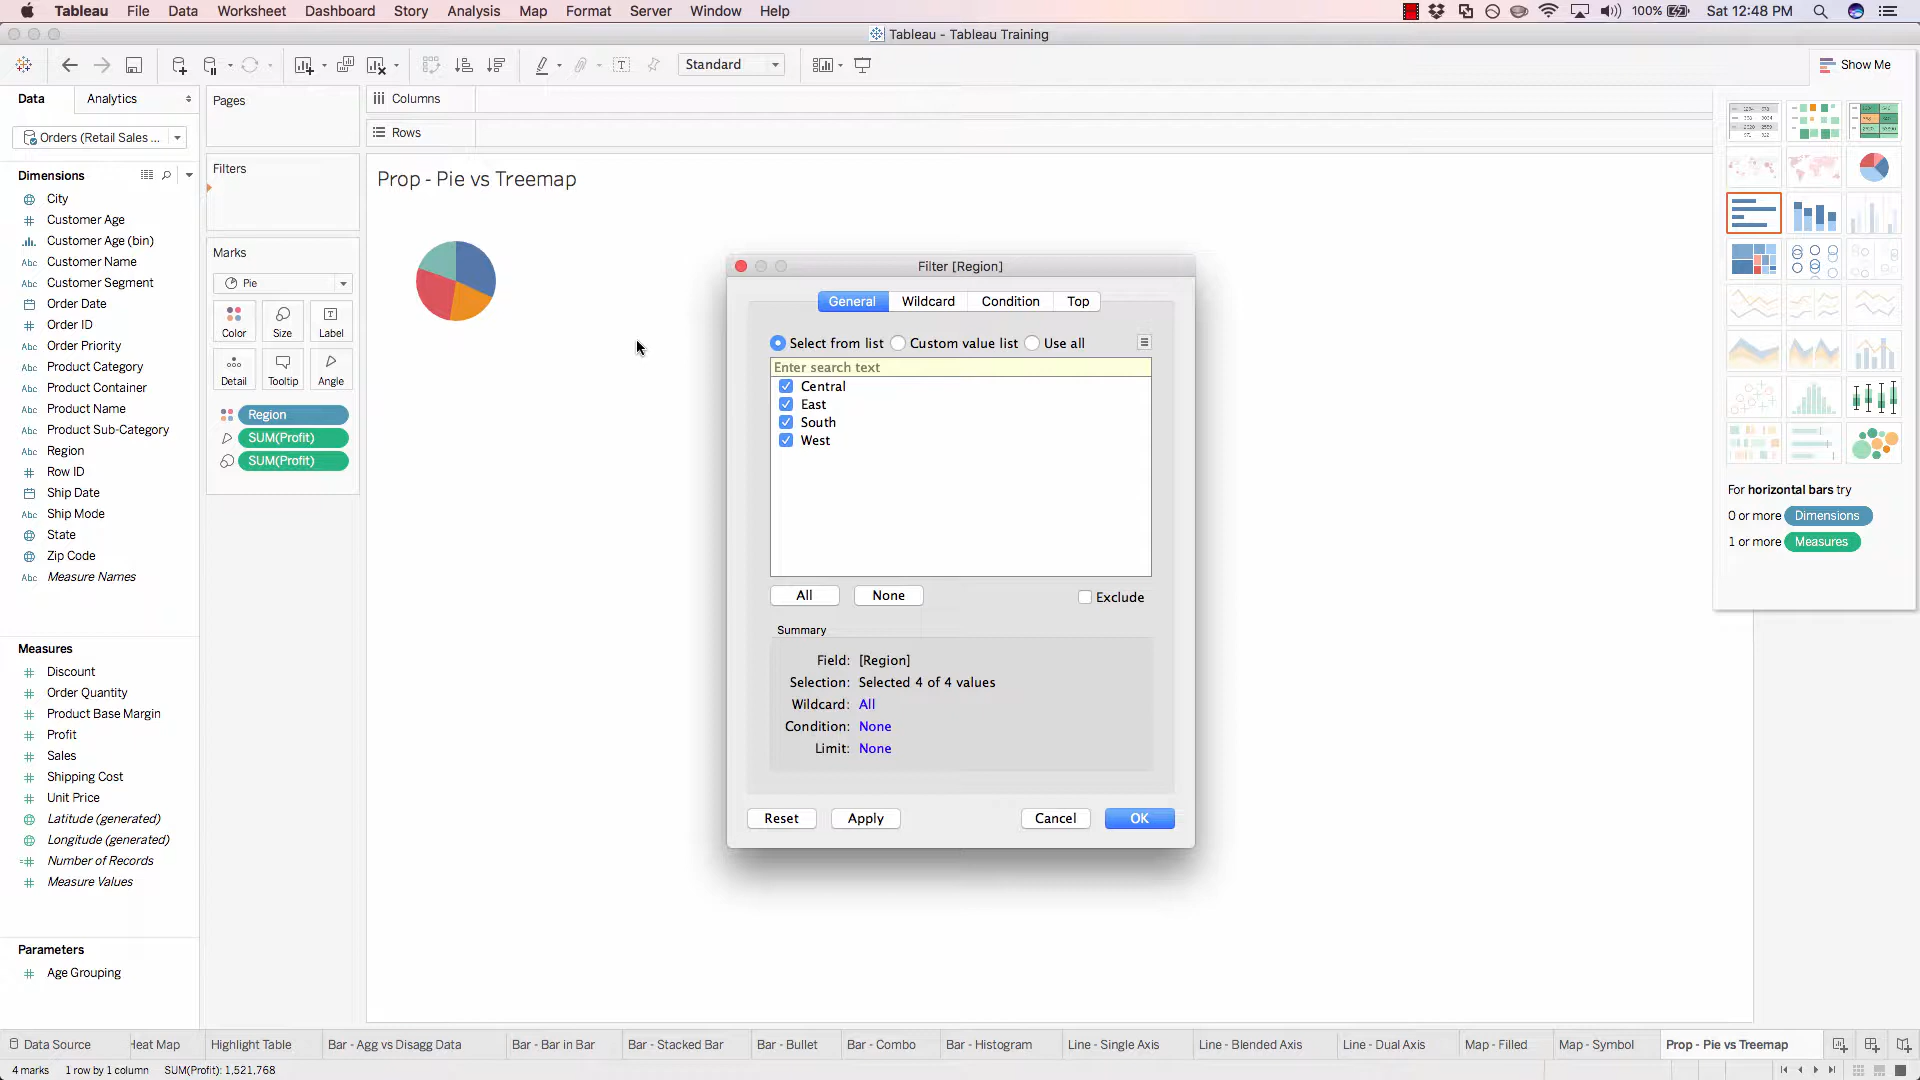 Tableau File Data Worksheet Dashboard Story Analysis Map Format Server Window Help 100% Sat 12:48 PM
Tableau - Tableau Training
Standard Show Me
Data Analytics Pages Columns
Orders (Retail Sales ... Rows
Dimensions Filters
Prop - Pie vs Treemap
City
# Customer Age
Customer Age (bin)
Abc Customer Name
Abc Customer Segment
Order Date
# Order ID
Abc Order Priority
Abc Product Category
Abc Product Container
Abc Product Name
Abc Product Sub-Category
Abc Region
# Row ID
Ship Date
Abc Ship Mode
State
Zip Code
Abc Measure Names
Measures
# Discount
# Order Quantity
# Product Base Margin
# Profit
# Sales
# Shipping Cost
# Unit Price
Latitude (generated)
Longitude (generated)
=# Number of Records
# Measure Values
Parameters
# Age Grouping
Marks
Pie
Color Size Label
Detail Tooltip Angle
Region
SUM(Profit)
SUM(Profit)
Filter [Region]
General Wildcard Condition Top
Select from list Custom value list Use all
Enter search text
Central
East
South
West
All None Exclude
Summary
Field: [Region]
Selection: Selected 4 of 4 values
Wildcard: All
Condition: None
Limit: None
Reset Apply Cancel OK
For horizontal bars try
0 or more Dimensions
1 or more Measures
Data Source Heat Map Highlight Table Bar - Agg vs Disagg Data Bar - Bar in Bar Bar - Stacked Bar Bar - Bullet Bar - Combo Bar - Histogram Line - Single Axis Line - Blended Axis Line - Dual Axis Map - Filled Map - Symbol Prop - Pie vs Treemap
4 marks 1 row by 1 column SUM(Profit): 1,521,768